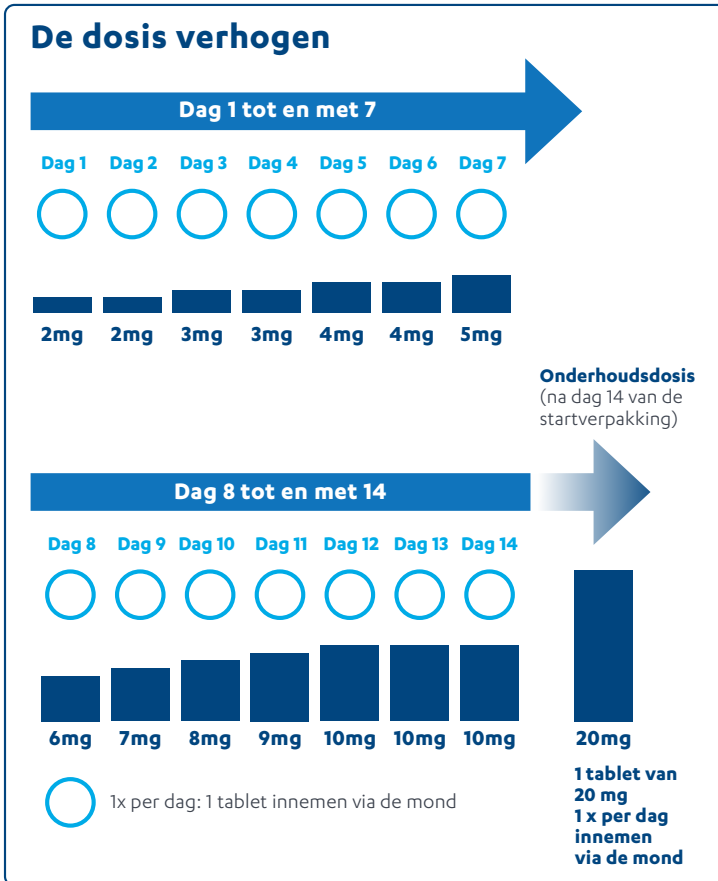 De dosis verhogen
Dag 1 tot en met 7
Dag 1 Dag 2 Dag 3 Dag 4 Dag 5 Dag 6 Dag 7
2mg 2mg 3mg 3mg 4mg 4mg 5mg
Onderhoudsdosis
(na dag 14 van de
startverpakking)
Dag 8 tot en met 14
Dag 8 Dag 9 Dag 10 Dag 11 Dag 12 Dag 13 Dag 14
6mg 7mg 8mg 9mg 10mg 10mg 10mg 20mg
1x per dag: 1 tablet innemen via de mond
1 tablet van
20 mg
1 x per dag
innemen
via de mond